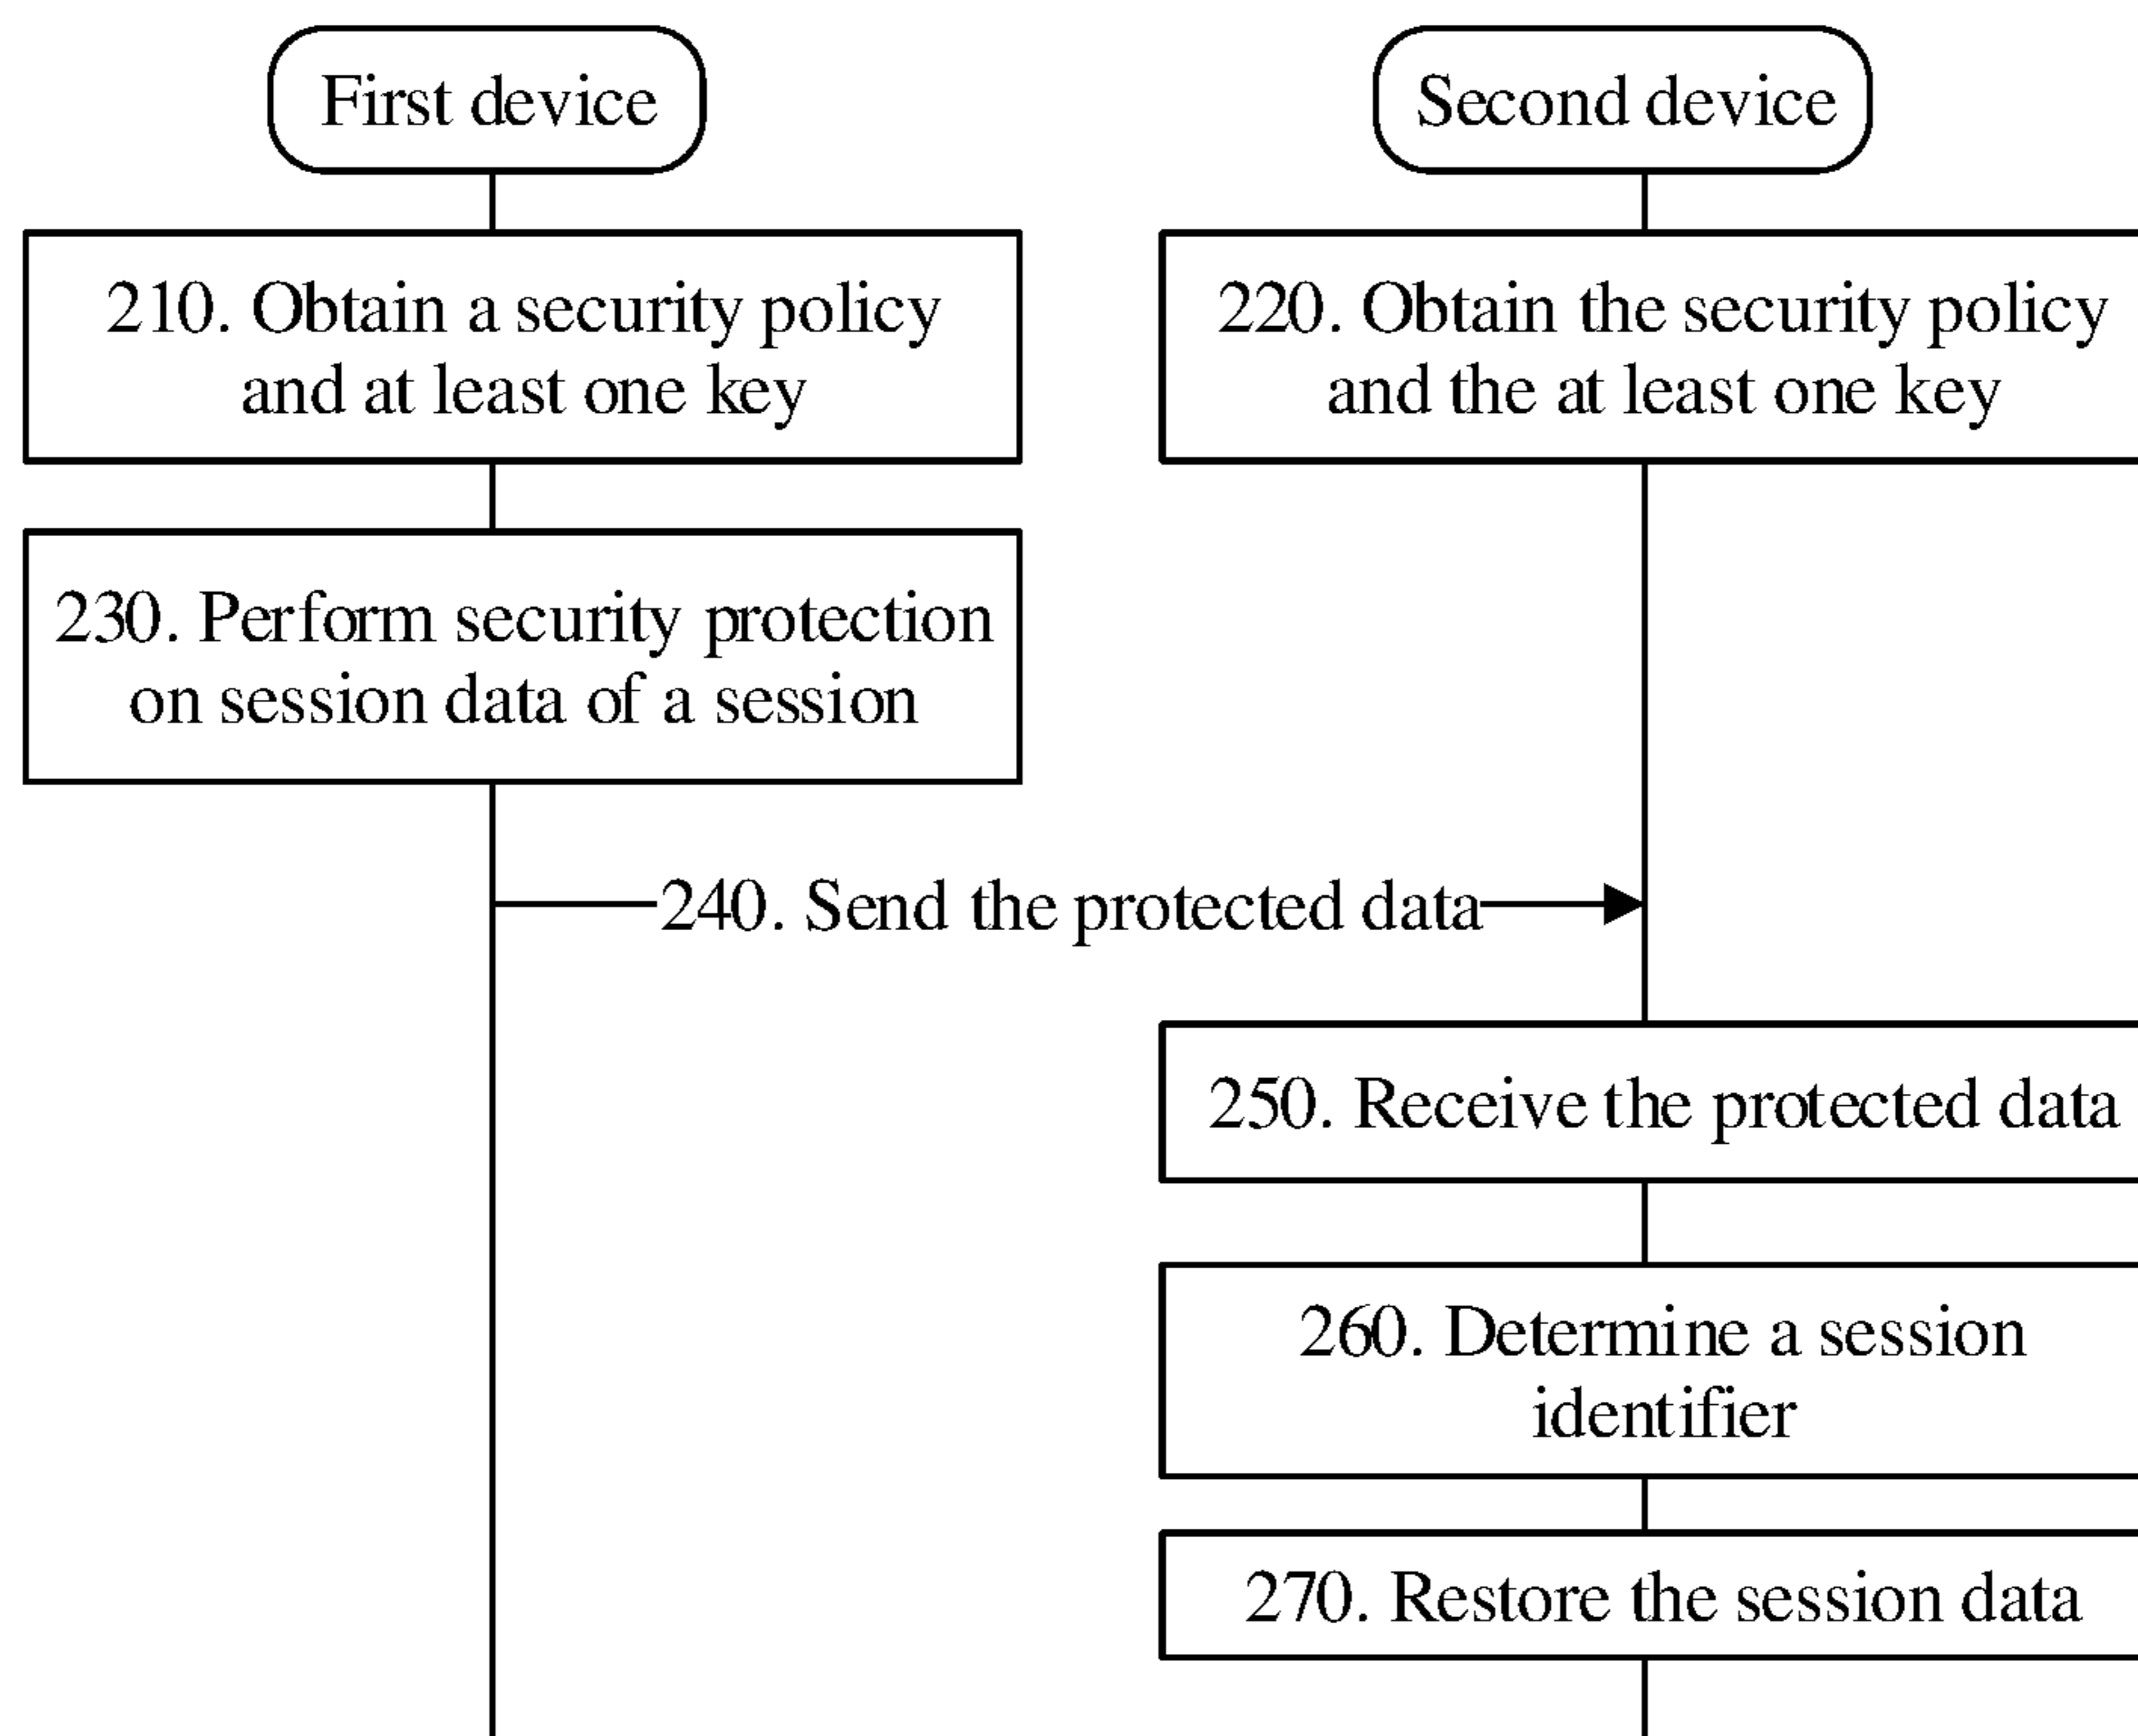 First device
Second device
210. Obtain a security policy
and at least one key
220. Obtain the security policy
and the at least one key
230. Perform security protection
on session data of a session
240. Send the protected data
250. Receive the protected data
260. Determine a session
identifier
270. Restore the session data